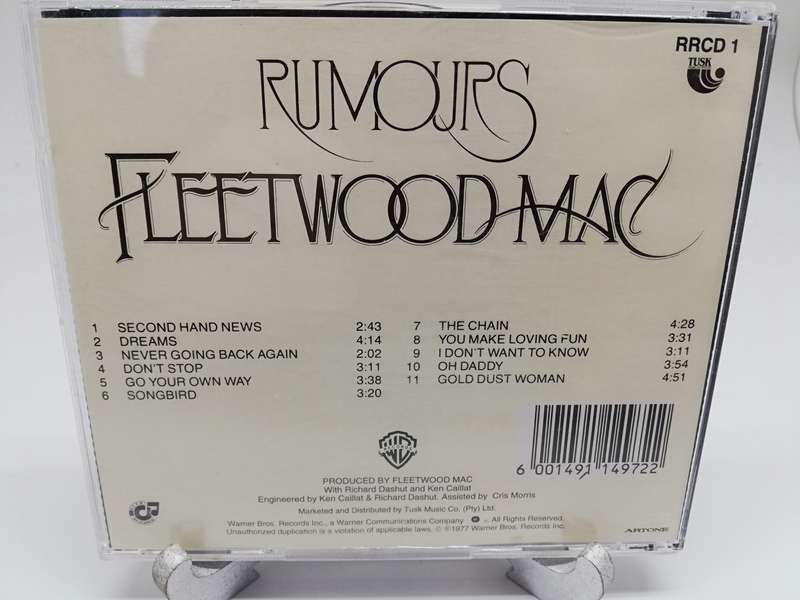 RRCD 1
TUSK
RUMOURS
FLEETWOOD MAC
1 SECOND HAND NEWS 2:43
2 DREAMS 4:14
3 NEVER GOING BACK AGAIN 2:02
4 DON'T STOP 3:11
5 GO YOUR OWN WAY 3:38
6 SONGBIRD 3:20
7 THE CHAIN 4:28
8 YOU MAKE LOVING FUN 3:31
9 I DON'T WANT TO KNOW 3:11
10 OH DADDY 3:54
11 GOLD DUST WOMAN 4:51
6 001491 149722
WB
RECORDS
PRODUCED BY FLEETWOOD MAC
With Richard Dashut and Ken Caillat
Engineered by Ken Caillat & Richard Dashut. Assisted by Cris Morris
Marketed and Distributed by Tusk Music Co. (Pty) Ltd.
Warner Bros. Records Inc., a Warner Communications Company. All Rights Reserved.
Unauthorized duplication is a violation of applicable laws. © ℗1977 Warner Bros. Records Inc.
ARTONE